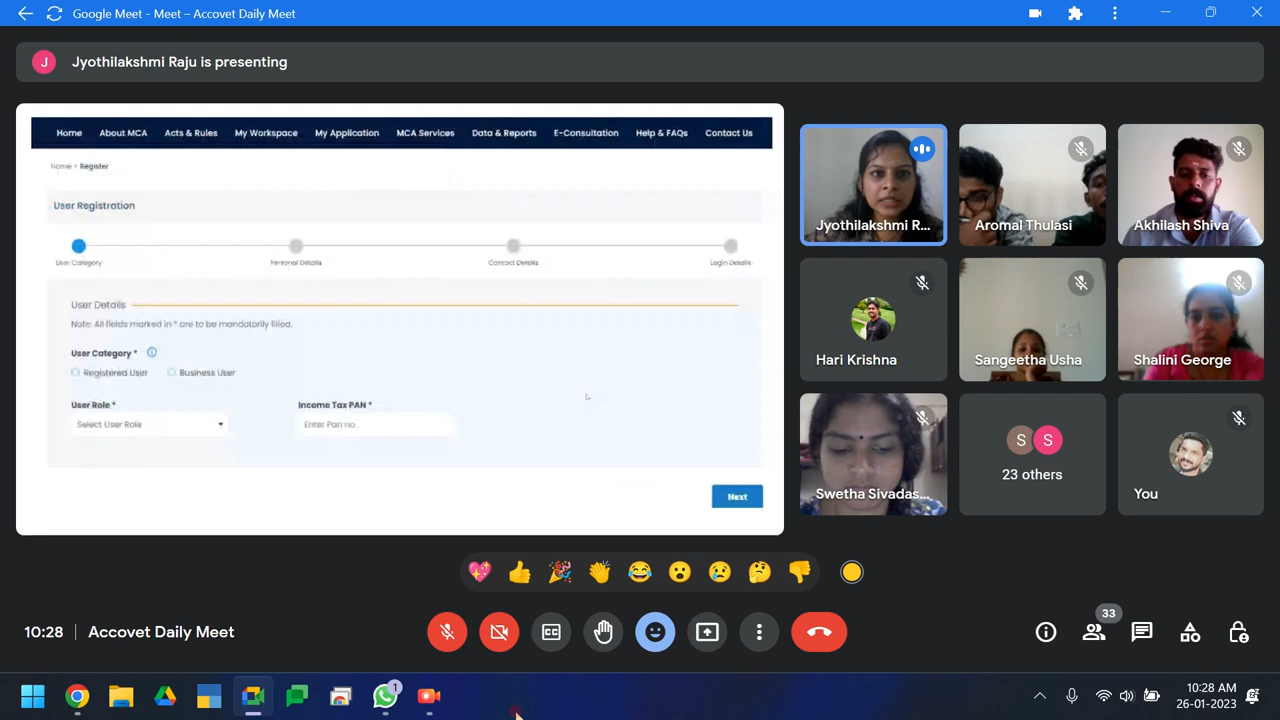 Google Meet - Meet – Accovet Daily Meet
J Jyothilakshmi Raju is presenting
Home About MCA Acts & Rules My Workspace My Application MCA Services Data & Reports E-Consultation Help & FAQs Contact Us
Home > Register
User Registration
User Category Personal Details Contact Details Login Details
User Details
Note: All fields marked in * are to be mandatorily filled.
User Category *
Registered User Business User
User Role * Income Tax PAN *
Select User Role Enter Pan no.
Next
Jyothilakshmi R... Aromal Thulasi Akhilash Shiva
Hari Krishna Sangeetha Usha Shalini George
S S
23 others
Swetha Sivadas... You
10:28 Accovet Daily Meet
33
1
10:28 AM
26-01-2023